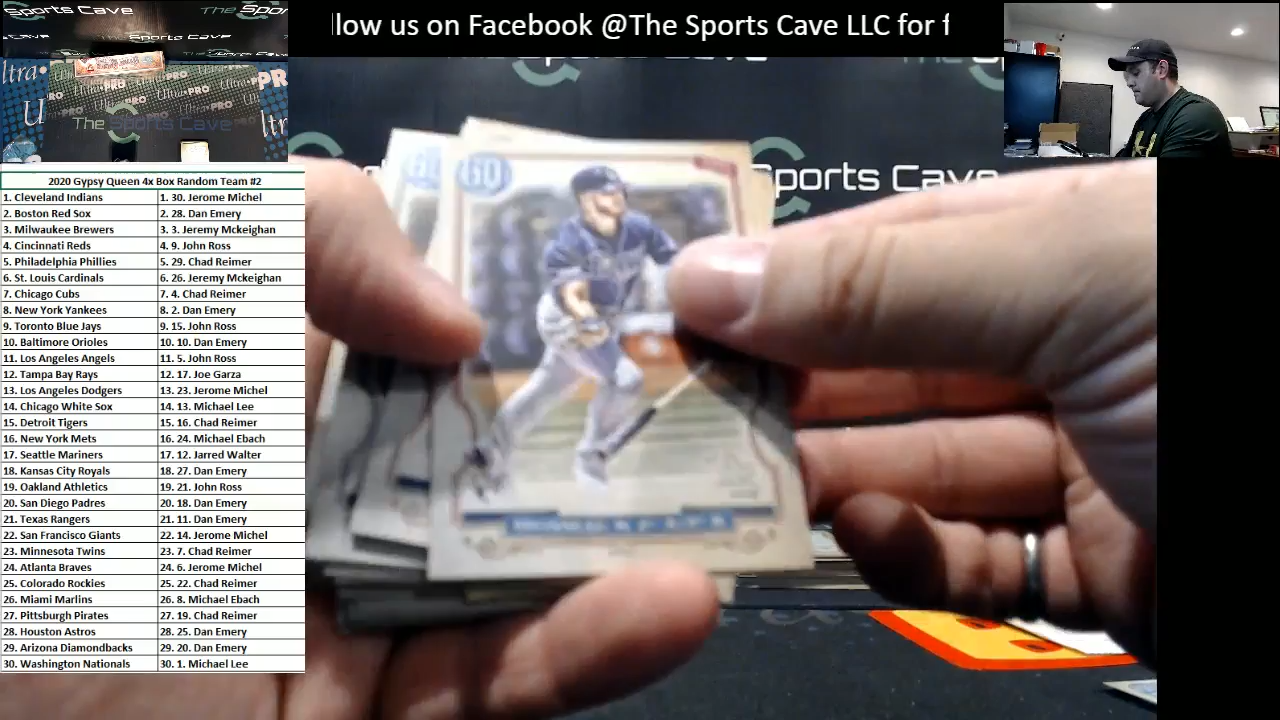 llow us on Facebook @The Sports Cave LLC for f
The Spo
ltra
Ultra PRO
The Sports Cave
2020 Gypsy Queen 4x Box Random Team #2
1. Cleveland Indians 1. 30. Jerome Michel
2. Boston Red Sox 2. 28. Dan Emery
3. Milwaukee Brewers 3. 3. Jeremy Mckeighan
4. Cincinnati Reds 4. 9. John Ross
5. Philadelphia Phillies 5. 29. Chad Reimer
6. St. Louis Cardinals 6. 26. Jeremy Mckeighan
7. Chicago Cubs 7. 4. Chad Reimer
8. New York Yankees 8. 2. Dan Emery
9. Toronto Blue Jays 9. 15. John Ross
10. Baltimore Orioles 10. 10. Dan Emery
11. Los Angeles Angels 11. 5. John Ross
12. Tampa Bay Rays 12. 17. Joe Garza
13. Los Angeles Dodgers 13. 23. Jerome Michel
14. Chicago White Sox 14. 13. Michael Lee
15. Detroit Tigers 15. 16. Chad Reimer
16. New York Mets 16. 24. Michael Ebach
17. Seattle Mariners 17. 12. Jarred Walter
18. Kansas City Royals 18. 27. Dan Emery
19. Oakland Athletics 19. 21. John Ross
20. San Diego Padres 20. 18. Dan Emery
21. Texas Rangers 21. 11. Dan Emery
22. San Francisco Giants 22. 14. Jerome Michel
23. Minnesota Twins 23. 7. Chad Reimer
24. Atlanta Braves 24. 6. Jerome Michel
25. Colorado Rockies 25. 22. Chad Reimer
26. Miami Marlins 26. 8. Michael Ebach
27. Pittsburgh Pirates 27. 19. Chad Reimer
28. Houston Astros 28. 25. Dan Emery
29. Arizona Diamondbacks 29. 20. Dan Emery
30. Washington Nationals 30. 1. Michael Lee
GQ
ports Cave